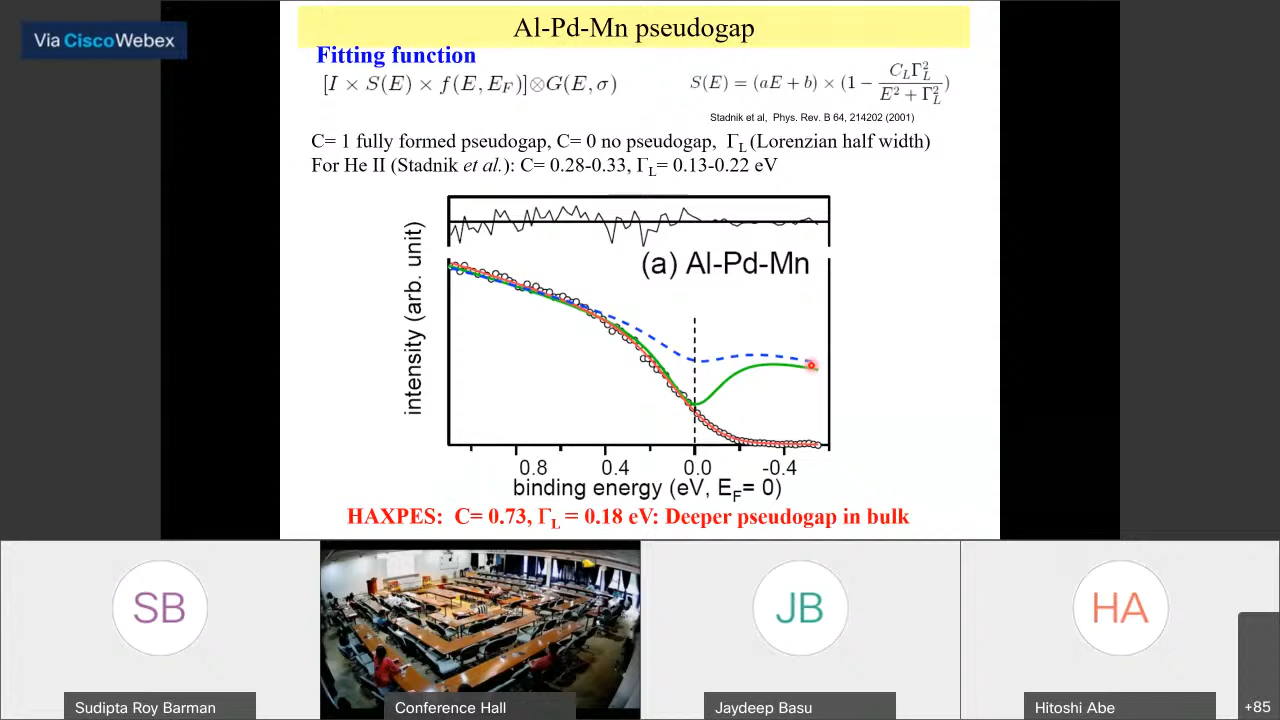 Via Cisco Webex
Al-Pd-Mn pseudogap
Fitting function
[I × S(E) × f(E, E_F)]⊗G(E, σ)
S(E) = (aE + b) × (1 − C_LΓ_L^2 / E^2 + Γ_L^2)
Stadnik et al, Phys. Rev. B 64, 214202 (2001)
C= 1 fully formed pseudogap, C= 0 no pseudogap, Γ_L (Lorenzian half width)
For He II (Stadnik et al.): C= 0.28-0.33, Γ_L= 0.13-0.22 eV
(a) Al-Pd-Mn
intensity (arb. unit)
0.8 0.4 0.0 -0.4
binding energy (eV, E_F= 0)
HAXPES: C= 0.73, Γ_L = 0.18 eV: Deeper pseudogap in bulk
SB
JB
HA
Sudipta Roy Barman
Conference Hall
Jaydeep Basu
Hitoshi Abe
+85